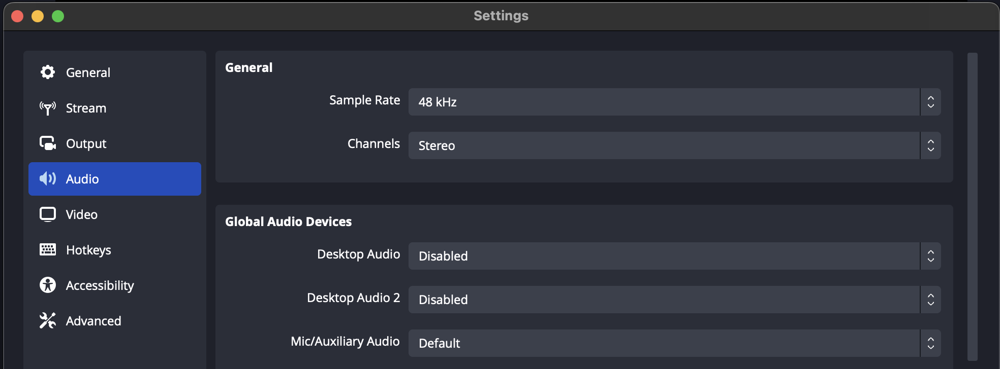 Settings
General
Stream
Output
Audio
Video
Hotkeys
Accessibility
Advanced
General
Sample Rate 48 kHz
Channels Stereo
Global Audio Devices
Desktop Audio Disabled
Desktop Audio 2 Disabled
Mic/Auxiliary Audio Default